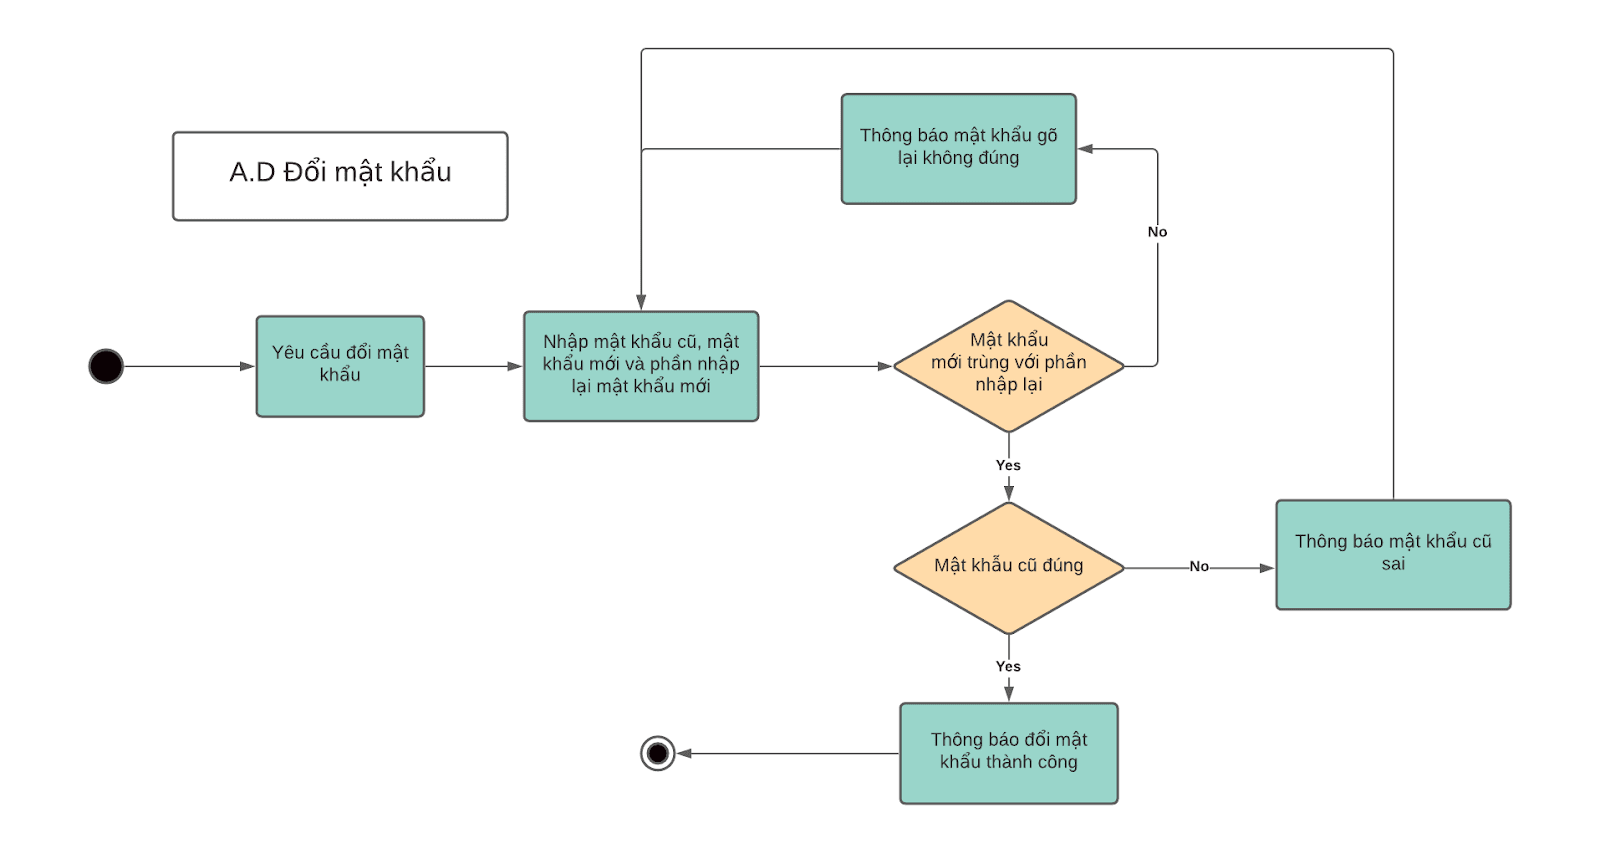 A.D Đổi mật khẩu
Thông báo mật khẩu gõ
lại không đúng
No
Yêu cầu đổi mật
khẩu
Nhập mật khẩu cũ, mật
khẩu mới và phần nhập
lại mật khẩu mới
Mật khẩu
mới trùng với phần
nhập lại
Yes
Mật khẫu cũ đúng
No
Thông báo mật khẩu cũ
sai
Yes
Thông báo đổi mật
khẩu thành công